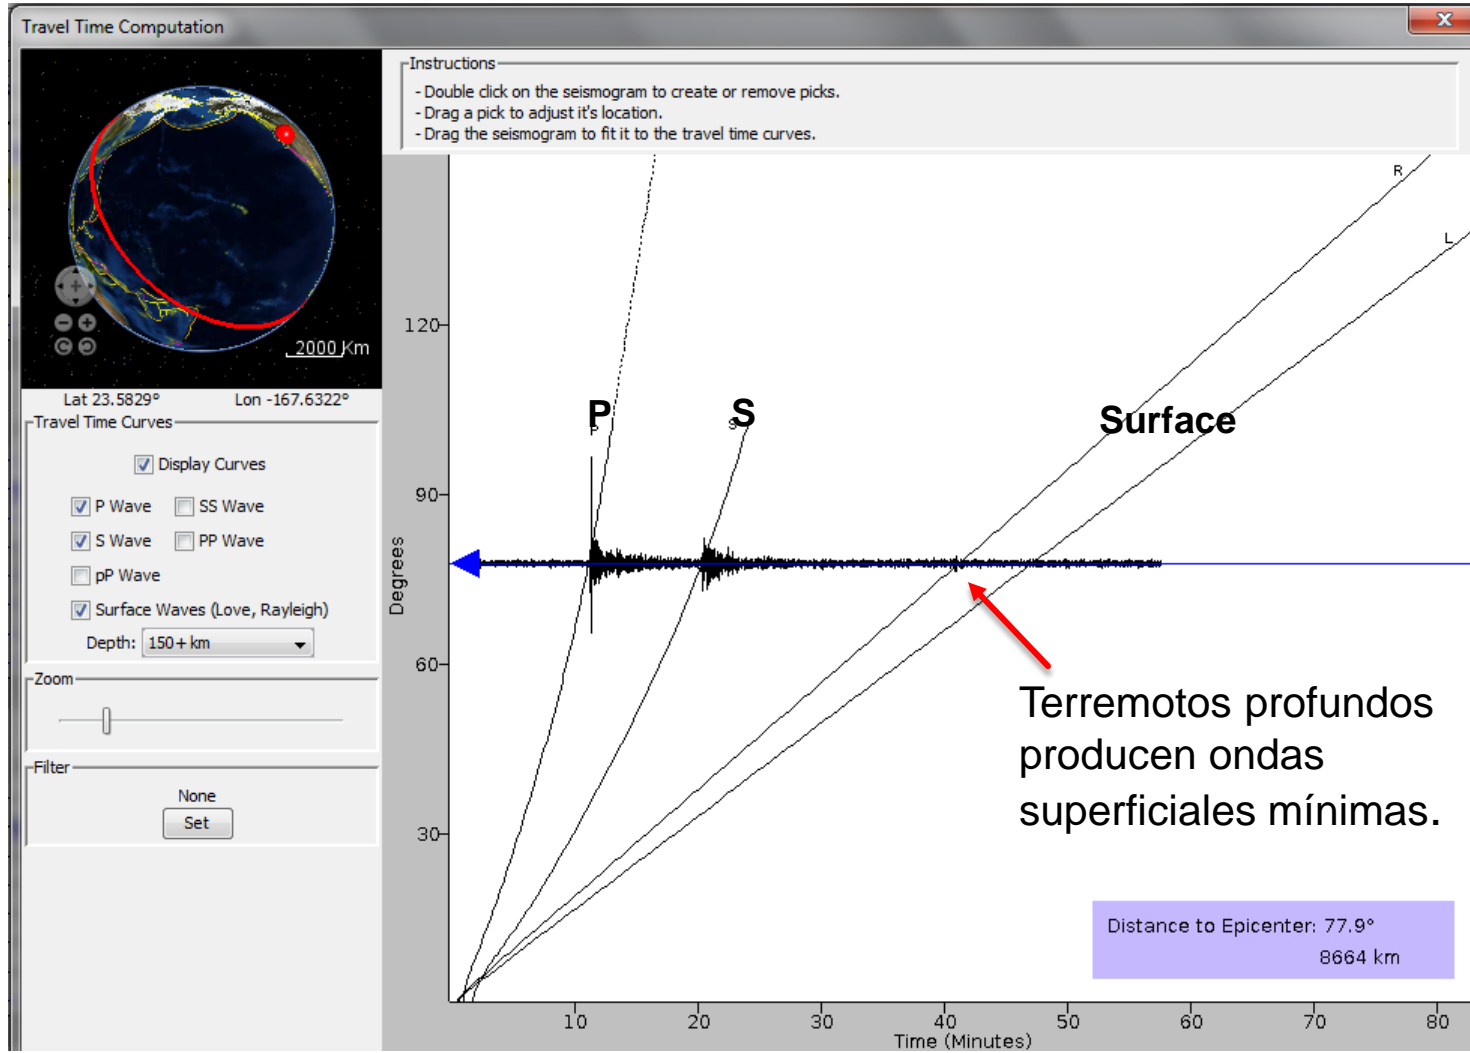 Travel Time Computation
x
Instructions
- Double click on the seismogram to create or remove picks.
- Drag a pick to adjust it's location.
- Drag the seismogram to fit it to the travel time curves.
2000 Km
Lat 23.5829° Lon -167.6322°
Travel Time Curves
Display Curves
P Wave SS Wave
S Wave PP Wave
pP Wave
Surface Waves (Love, Rayleigh)
Depth: 150+ km
Zoom
Filter
None
Set
R
L
120
P S Surface
P S
90
Degrees
60
Terremotos profundos
producen ondas
superficiales mínimas.
30
Distance to Epicenter: 77.9°
8664 km
10 20 30 40 50 60 70 80
Time (Minutes)